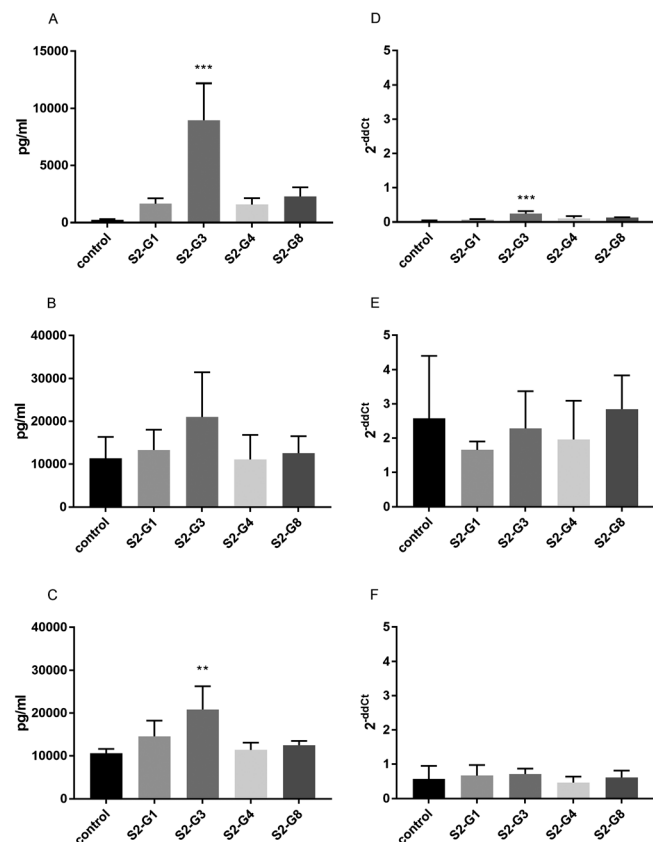 A
15000
10000
5000
0
pg/ml
***
control
S2-G1
S2-G3
S2-G4
S2-G8
D
5
4
3
2
1
0
2-ddCt
***
control
S2-G1
S2-G3
S2-G4
S2-G8
B
40000
30000
20000
10000
0
pg/ml
control
S2-G1
S2-G3
S2-G4
S2-G8
E
5
4
3
2
1
0
2-ddCt
control
S2-G1
S2-G3
S2-G4
S2-G8
C
40000
30000
20000
10000
0
pg/ml
**
control
S2-G1
S2-G3
S2-G4
S2-G8
F
5
4
3
2
1
0
2-ddCt
control
S2-G1
S2-G3
S2-G4
S2-G8